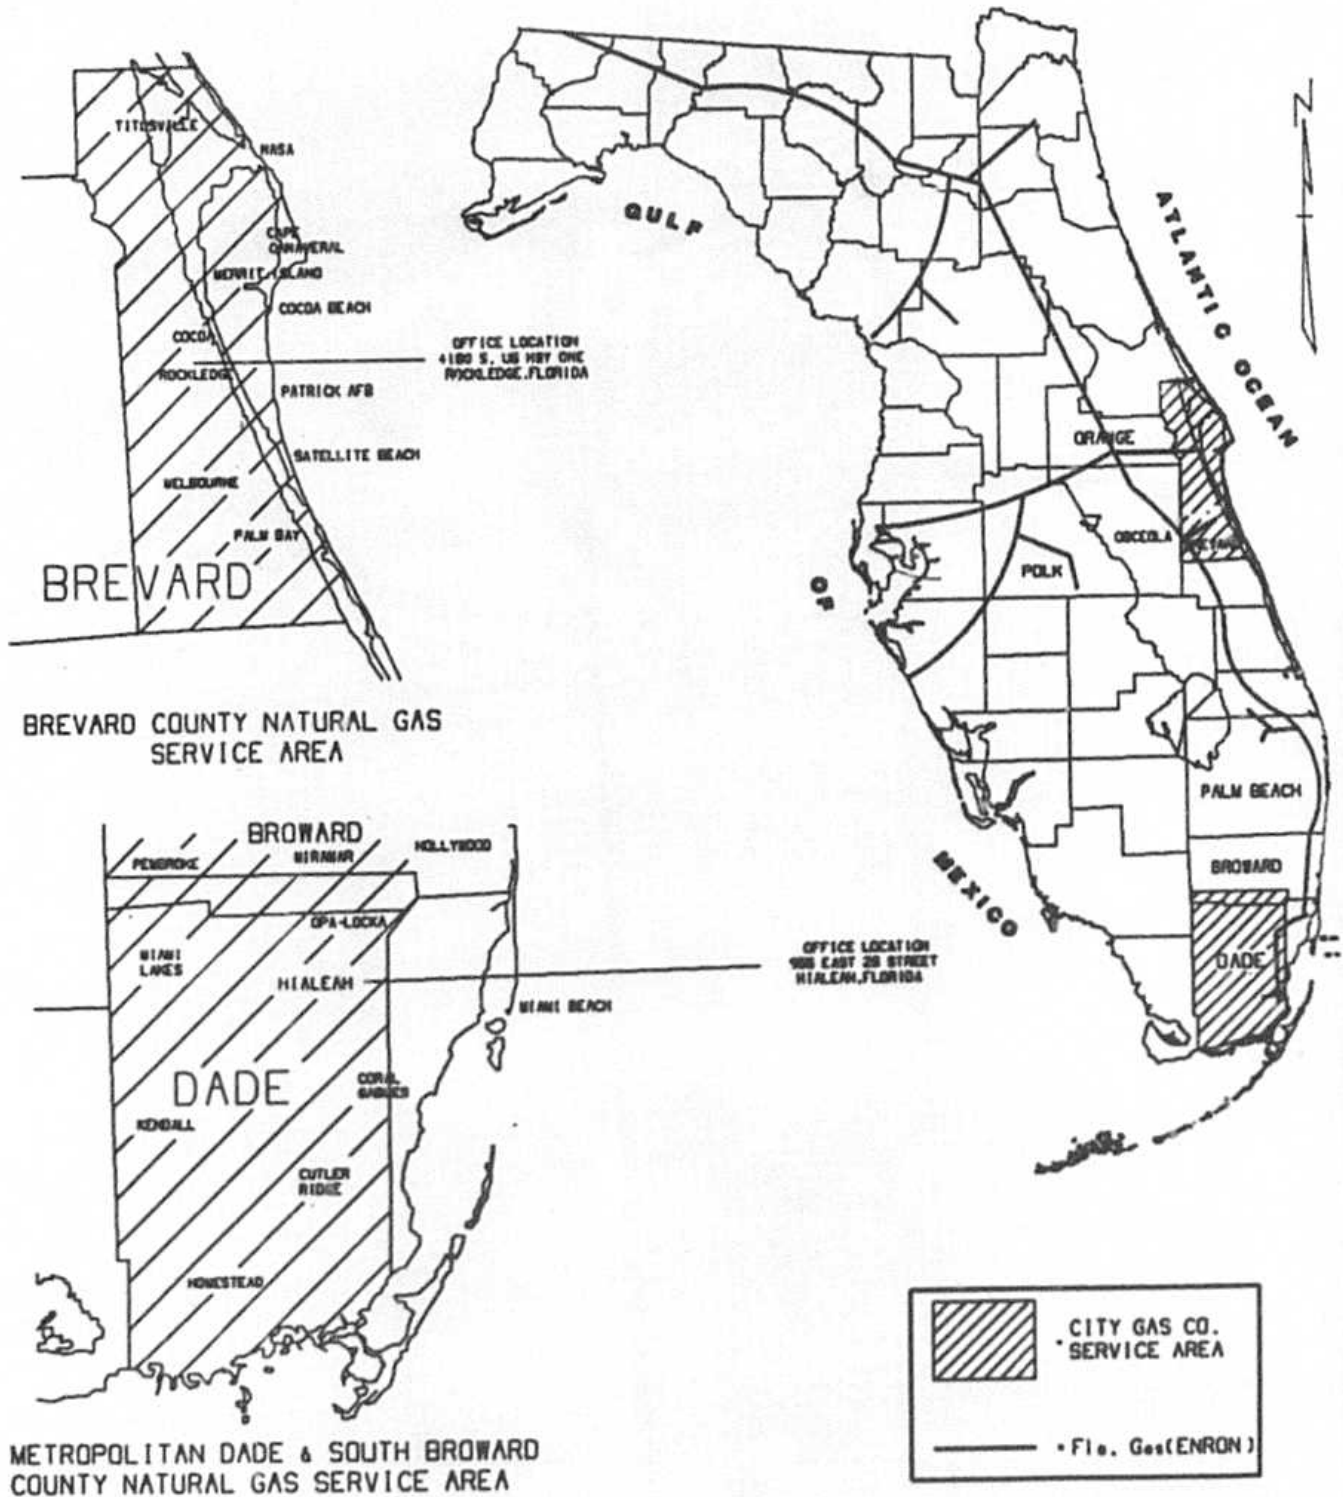 TITUSVILLE
NASA
CAPE
CANAVERAL
MERRIT ISLAND
COCOA BEACH
COCOA
ROCKLEDGE
PATRICK AFB
SATELLITE BEACH
MELBOURNE
PALM BAY
BREVARD
OFFICE LOCATION
4180 S. US HWY ONE
ROCKLEDGE, FLORIDA
BREVARD COUNTY NATURAL GAS
SERVICE AREA
GULF
OF
MEXICO
ATLANTIC OCEAN
N
ORANGE
OSCEOLA
POLK
PALM BEACH
BROWARD
DADE
BROWARD
PEMBROKE
MIRAMAR
HOLLYWOOD
OPA-LOCKA
MIAMI
LAKES
HIALEAH
MIAMI BEACH
DADE
CORAL
GABLES
KENDALL
CUTLER
RIDGE
HOMESTEAD
OFFICE LOCATION
EAST 25 STREET
HIALEAH, FLORIDA
METROPOLITAN DADE & SOUTH BROWARD
COUNTY NATURAL GAS SERVICE AREA
CITY GAS CO.
SERVICE AREA
Fla. Gas(ENRON)